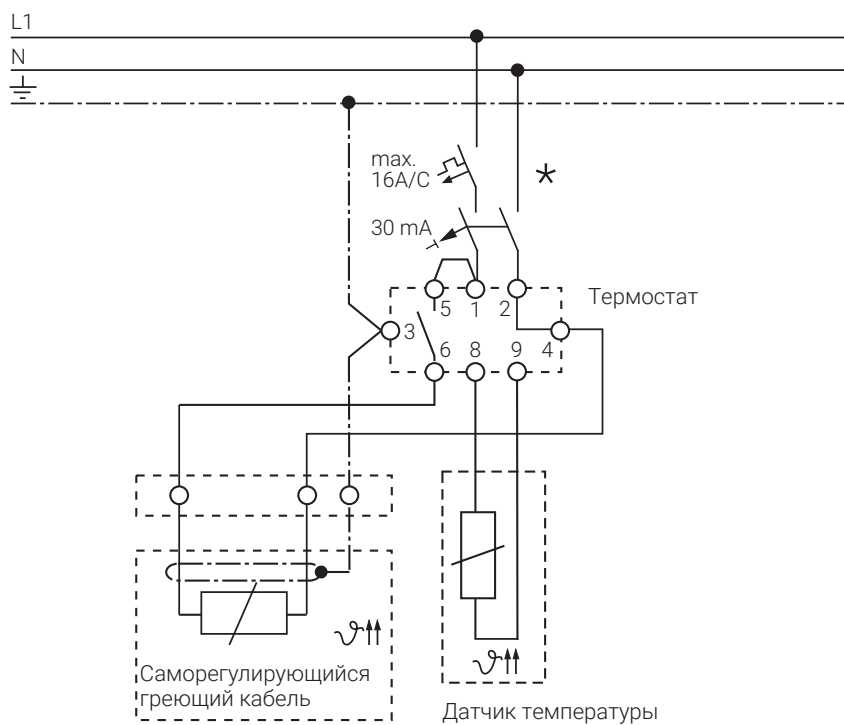 L1
N
max.
16A/C
*
30 mA
Термостат
5 1 2
3
6 8 9 4
ϑ
Саморегулирующийся
греющий кабель
ϑ
Датчик температуры